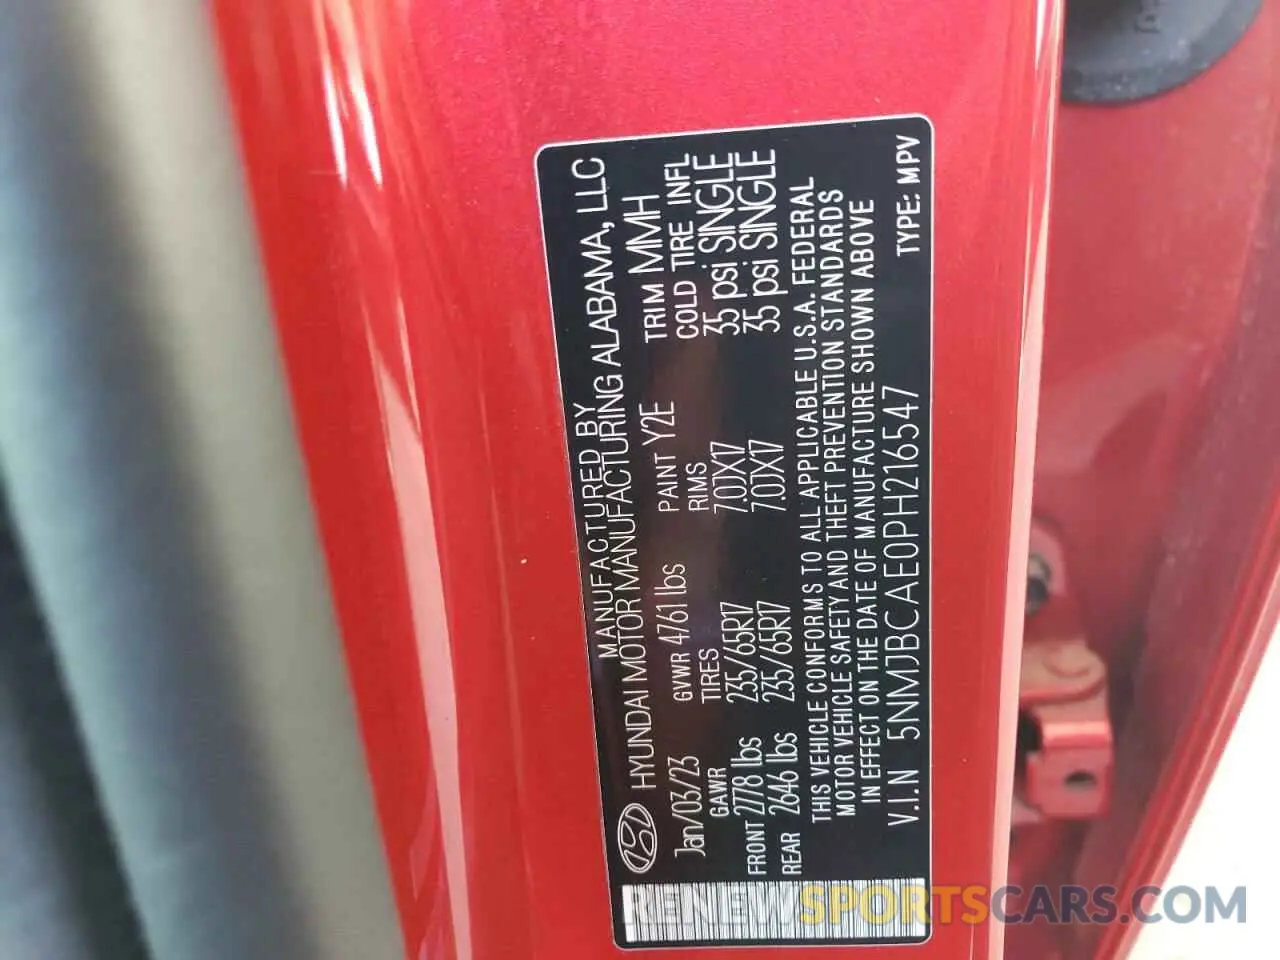 MANUFACTURED BY
HYUNDAI MOTOR MANUFACTURING ALABAMA, LLC
Jan/03/23 GVWR 4761 lbs PAINT Y2E TRIM MMH
GAWR TIRES RIMS COLD TIRE INFL
FRONT 2778 lbs 235/65R17 7.0JX17 35 psi SINGLE
REAR 2646 lbs 235/65R17 7.0JX17 35 psi SINGLE
THIS VEHICLE CONFORMS TO ALL APPLICABLE U.S.A. FEDERAL
MOTOR VEHICLE SAFETY AND THEFT PREVENTION STANDARDS
IN EFFECT ON THE DATE OF MANUFACTURE SHOWN ABOVE
V.I.N 5NMJBCAE0PH216547 TYPE: MPV
RENEWSPORTSCARS.COM